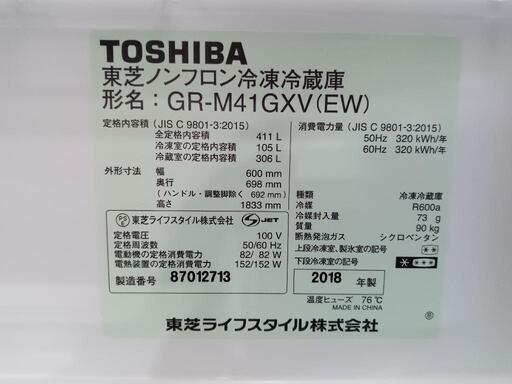 TOSHIBA
東芝ノンフロン冷凍冷蔵庫
形名：GR-M41GXV(EW)
定格内容積（JIS C 9801-3:2015）
全定格内容積 411 L
冷凍室の定格内容積 105 L
冷蔵室の定格内容積 306 L
外形寸法 幅 600 mm
奥行 698 mm
（ハンドル・調整脚除く 692 mm）
高さ 1833 mm
PSE 東芝ライフスタイル株式会社 JET
定格電圧 100 V
定格周波数 50/60 Hz
電動機の定格消費電力 82/ 82 W
電熱装置の定格消費電力 152/152 W
製造番号 87012713
消費電力量（JIS C 9801-3:2015）
50Hz 320 kWh/年
60Hz 320 kWh/年
種類 冷凍冷蔵庫
冷媒 R600a
冷媒封入量 73 g
質量 90 kg
断熱発泡ガス シクロペンタン
上段冷凍室、製氷室の記号 **
下段冷凍室の記号 ****
2018 年製
温度ヒューズ 76℃
MADE IN CHINA
東芝ライフスタイル株式会社
Ⓑ